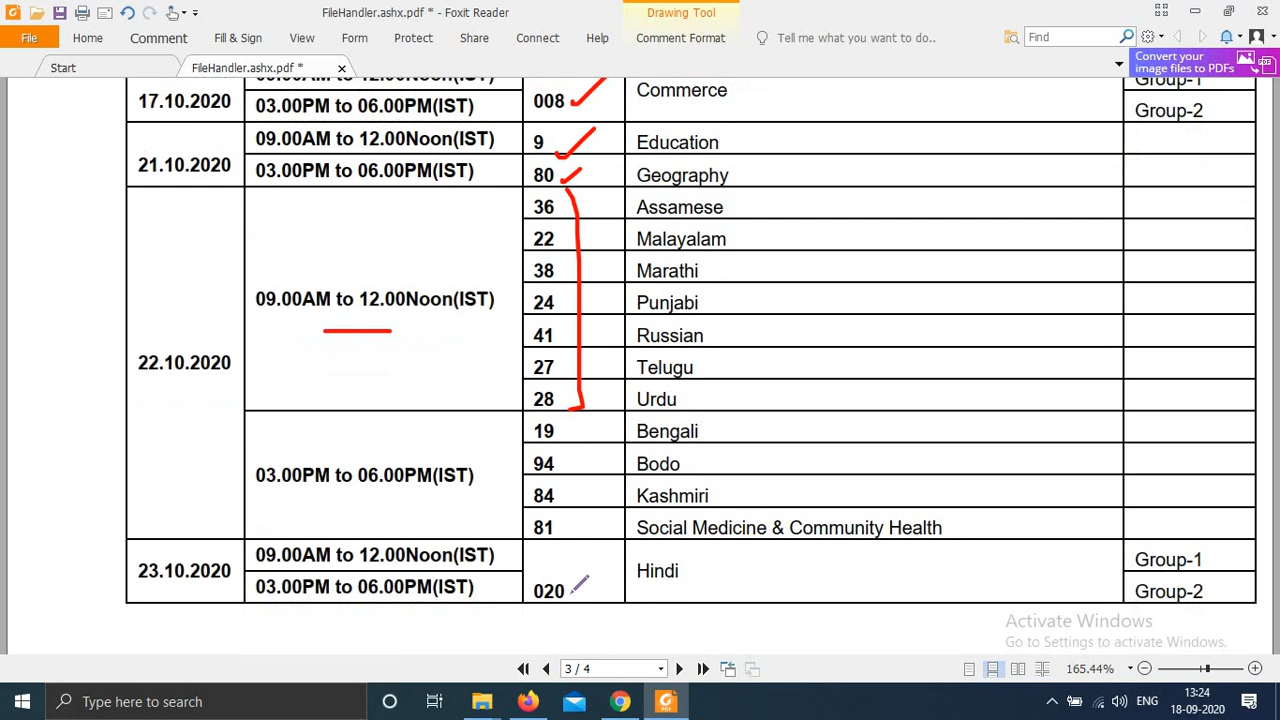 FileHandler.ashx.pdf * - Foxit Reader
Drawing Tool
File Home Comment Fill & Sign View Form Protect Share Connect Help Comment Format Tell me what you want to do.. Find
Start
FileHandler.ashx.pdf *
Convert your
image files to PDFs
17.10.2020
03.00PM to 06.00PM(IST)
008
Commerce
Group-1
Group-2
21.10.2020
09.00AM to 12.00Noon(IST)
9
Education
03.00PM to 06.00PM(IST)
80
Geography
22.10.2020
09.00AM to 12.00Noon(IST)
36
Assamese
22
Malayalam
38
Marathi
24
Punjabi
41
Russian
27
Telugu
28
Urdu
03.00PM to 06.00PM(IST)
19
Bengali
94
Bodo
84
Kashmiri
81
Social Medicine & Community Health
23.10.2020
09.00AM to 12.00Noon(IST)
03.00PM to 06.00PM(IST)
020
Hindi
Group-1
Group-2
Activate Windows
Go to Settings to activate Windows.
3 / 4
165.44%
Type here to search
ENG
13:24
18-09-2020